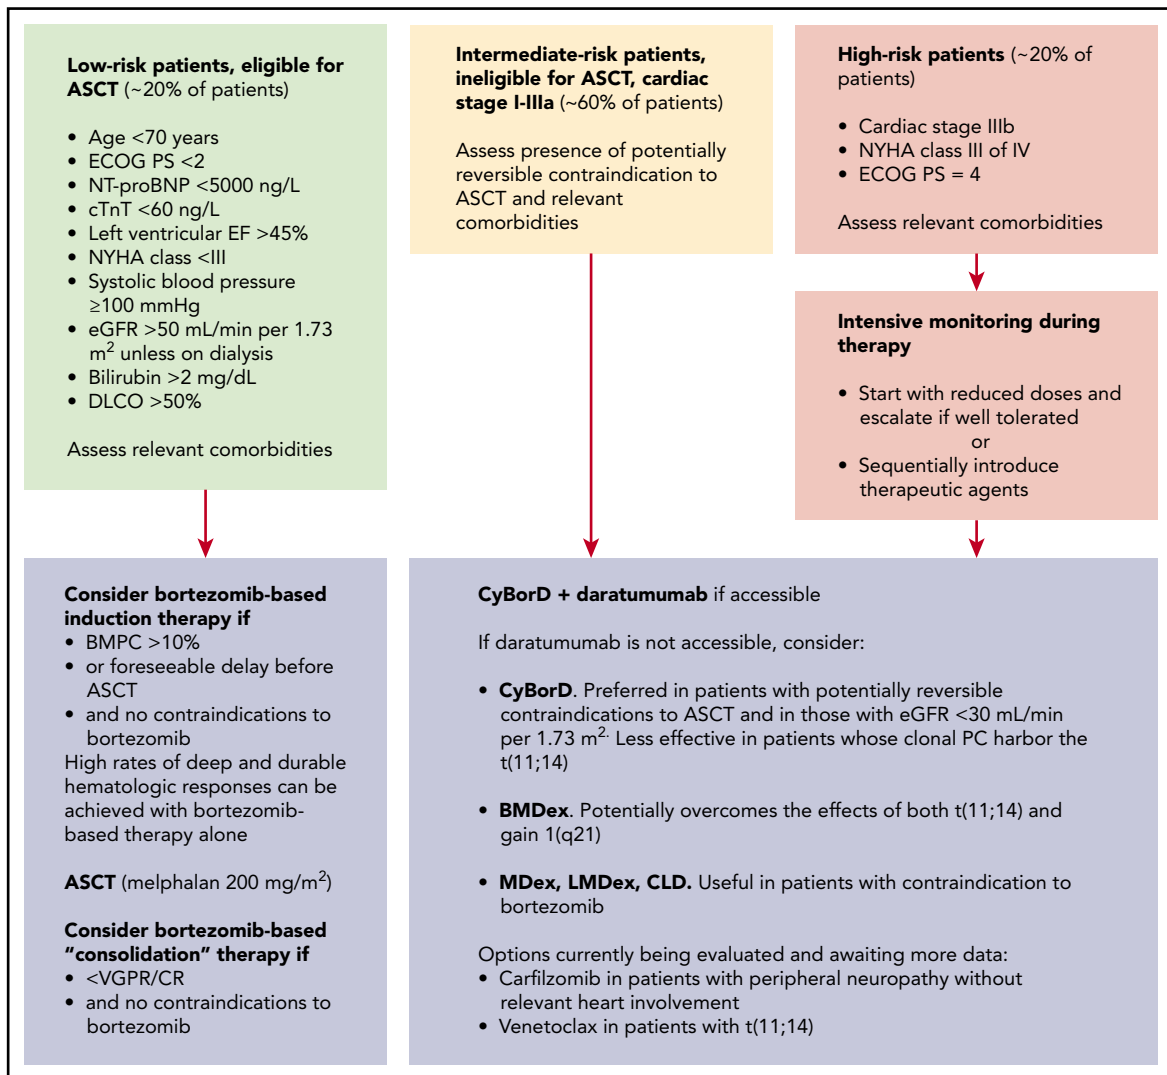 Low-risk patients, eligible for
ASCT (~20% of patients)
• Age <70 years
• ECOG PS <2
• NT-proBNP <5000 ng/L
• cTnT <60 ng/L
• Left ventricular EF >45%
• NYHA class <III
• Systolic blood pressure
≥100 mmHg
• eGFR >50 mL/min per 1.73
m² unless on dialysis
• Bilirubin >2 mg/dL
• DLCO >50%
Assess relevant comorbidities
Intermediate-risk patients,
ineligible for ASCT, cardiac
stage I-IIIa (~60% of patients)
Assess presence of potentially
reversible contraindication to
ASCT and relevant
comorbidities
High-risk patients (~20% of
patients)
• Cardiac stage IIIb
• NYHA class III of IV
• ECOG PS = 4
Assess relevant comorbidities
Intensive monitoring during
therapy
• Start with reduced doses and
escalate if well tolerated
or
• Sequentially introduce
therapeutic agents
Consider bortezomib-based
induction therapy if
• BMPC >10%
• or foreseeable delay before
ASCT
• and no contraindications to
bortezomib
High rates of deep and durable
hematologic responses can be
achieved with bortezomib-
based therapy alone
ASCT (melphalan 200 mg/m²)
Consider bortezomib-based
"consolidation" therapy if
• <VGPR/CR
• and no contraindications to
bortezomib
CyBorD + daratumumab if accessible
If daratumumab is not accessible, consider:
• CyBorD. Preferred in patients with potentially reversible
contraindications to ASCT and in those with eGFR <30 mL/min
per 1.73 m². Less effective in patients whose clonal PC harbor the
t(11;14)
• BMDex. Potentially overcomes the effects of both t(11;14) and
gain 1(q21)
• MDex, LMDex, CLD. Useful in patients with contraindication to
bortezomib
Options currently being evaluated and awaiting more data:
• Carfilzomib in patients with peripheral neuropathy without
relevant heart involvement
• Venetoclax in patients with t(11;14)